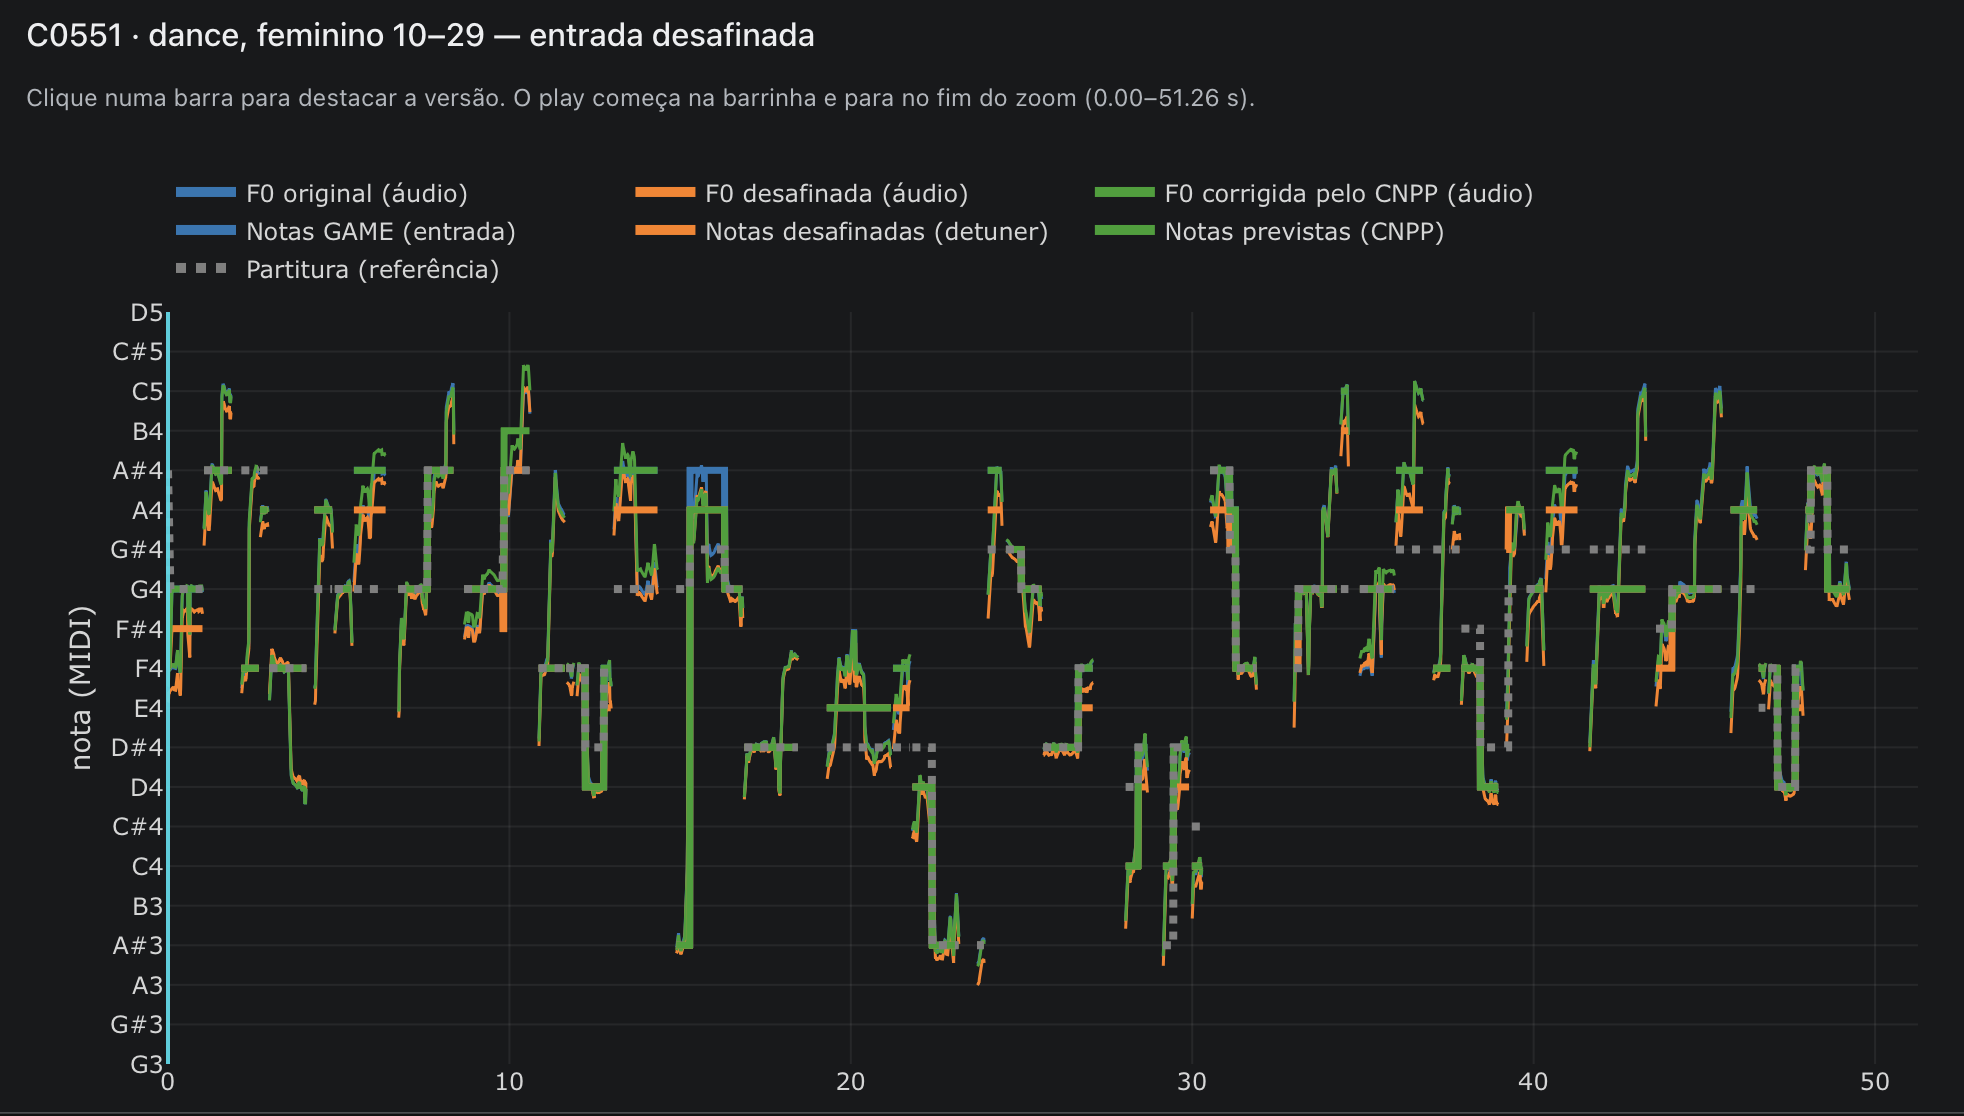 C0551 · dance, feminino 10–29 — entrada desafinada
Clique numa barra para destacar a versão. O play começa na barrinha e para no fim do zoom (0.00–51.26 s).
F0 original (áudio) F0 desafinada (áudio) F0 corrigida pelo CNPP (áudio)
Notas GAME (entrada) Notas desafinadas (detuner) Notas previstas (CNPP)
Partitura (referência)
nota (MIDI)
D5
C#5
C5
B4
A#4
A4
G#4
G4
F#4
F4
E4
D#4
D4
C#4
C4
B3
A#3
A3
G#3
G3
0 10 20 30 40 50